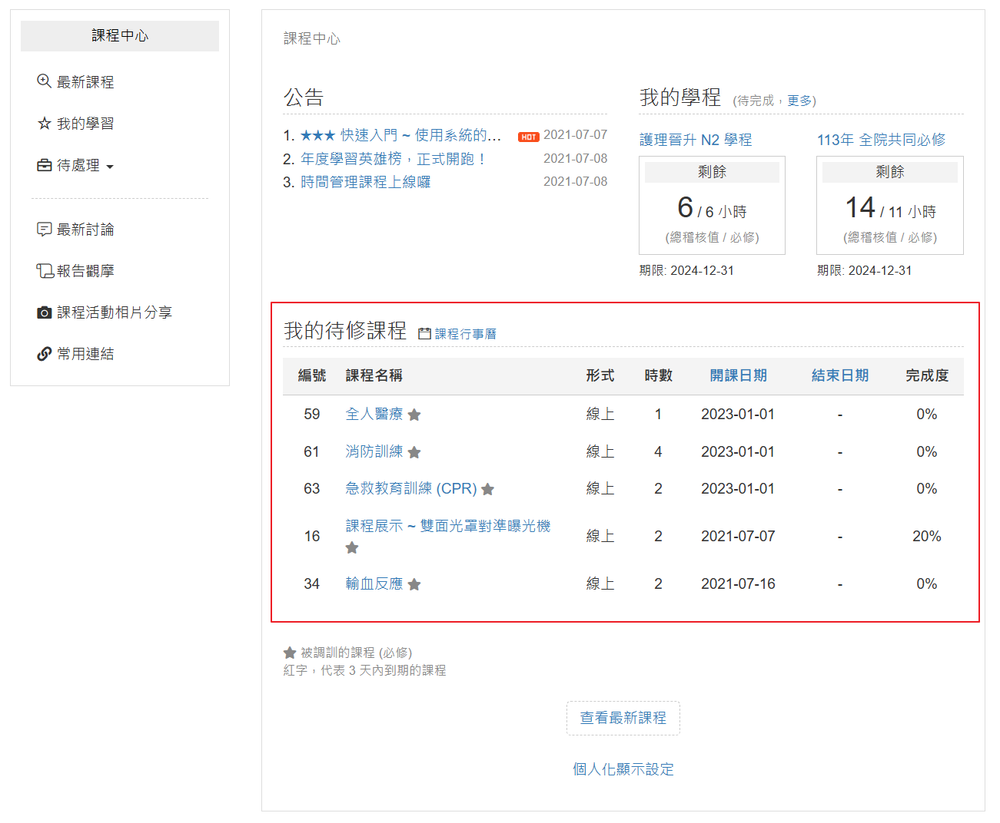 課程中心
最新課程
我的學習
待處理
最新討論
報告觀摩
課程活動相片分享
常用連結
課程中心
公告
1. ★★★ 快速入門 ~ 使用系統的... HOT 2021-07-07
2. 年度學習英雄榜，正式開跑！ 2021-07-08
3. 時間管理課程上線囉 2021-07-08
我的學程 (待完成，更多)
護理晉升 N2 學程
剩餘
6 / 6 小時
(總稽核值 / 必修)
期限: 2024-12-31
113年 全院共同必修
剩餘
14 / 11 小時
(總稽核值 / 必修)
期限: 2024-12-31
我的待修課程 課程行事曆
編號 課程名稱 形式 時數 開課日期 結束日期 完成度
59 全人醫療 ★ 線上 1 2023-01-01 - 0%
61 消防訓練 ★ 線上 4 2023-01-01 - 0%
63 急救教育訓練 (CPR) ★ 線上 2 2023-01-01 - 0%
16 課程展示 ~ 雙面光罩對準曝光機 ★ 線上 2 2021-07-07 - 20%
34 輸血反應 ★ 線上 2 2021-07-16 - 0%
★ 被調訓的課程 (必修)
紅字，代表 3 天內到期的課程
查看最新課程
個人化顯示設定